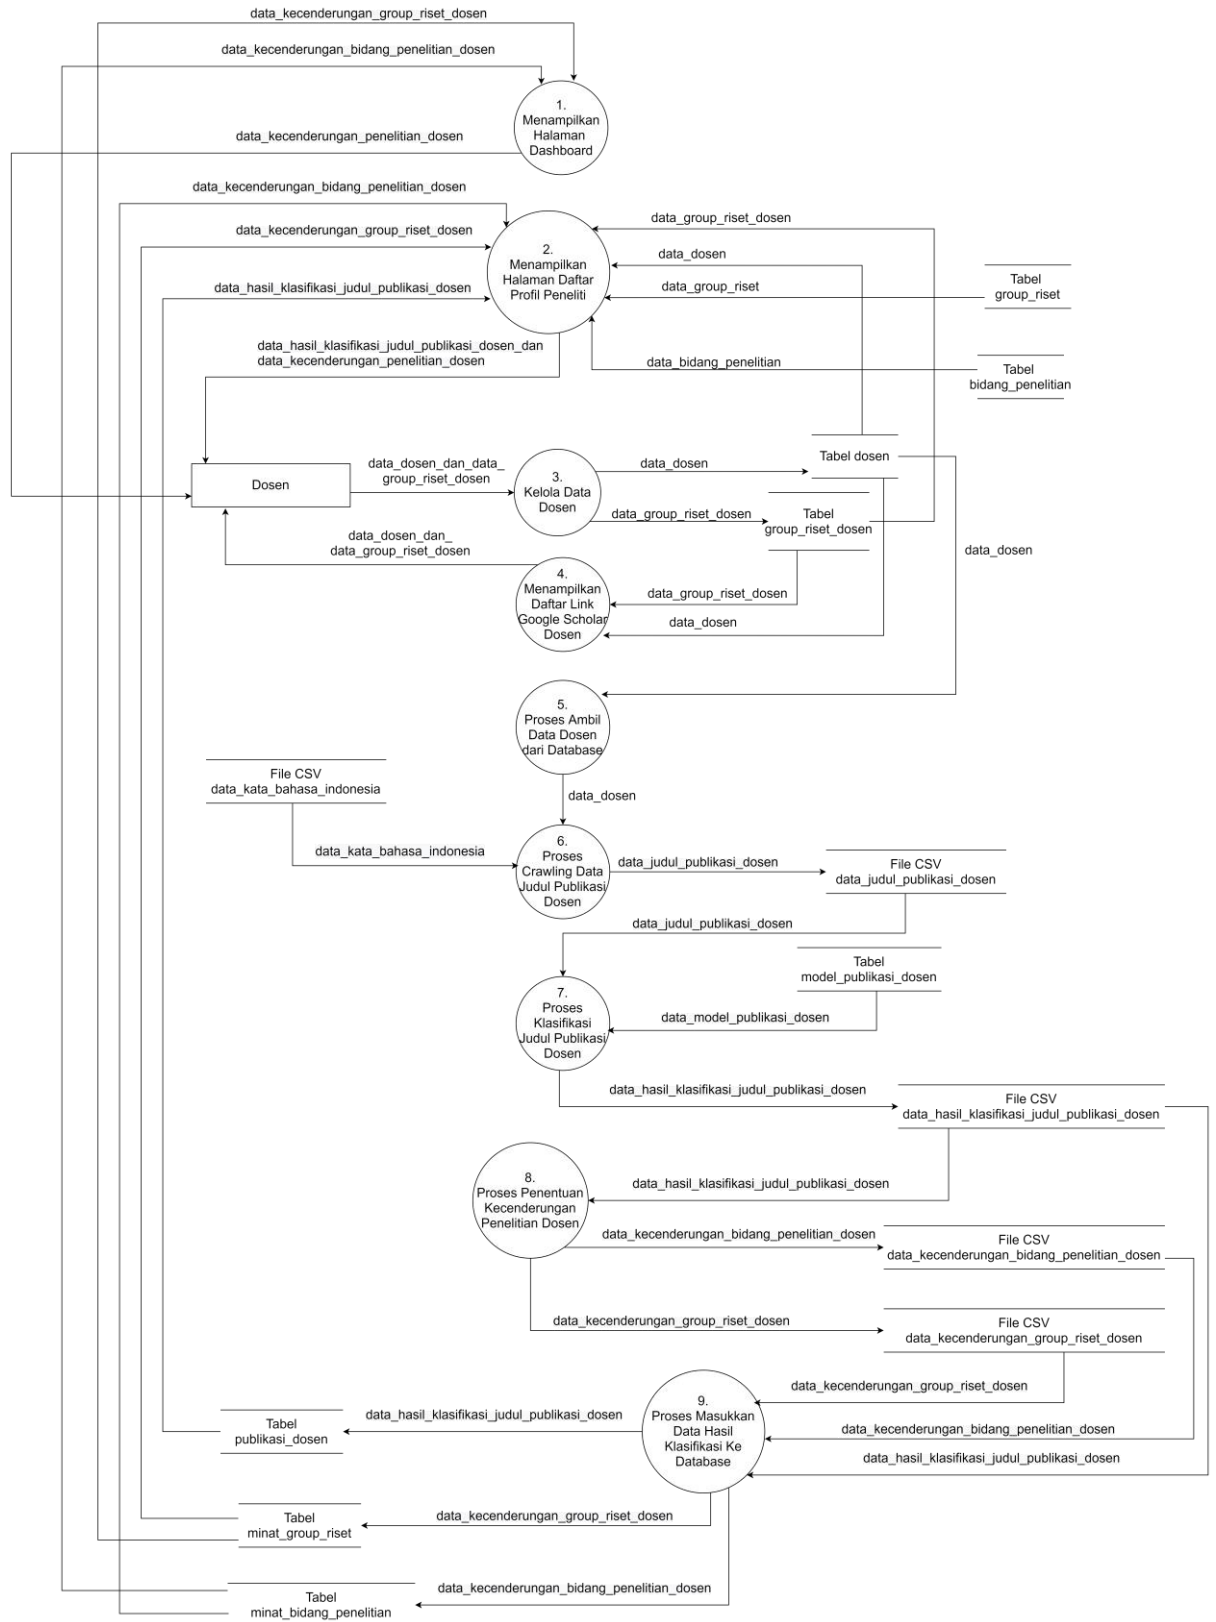 data_kecenderungan_group_riset_dosen
data_kecenderungan_bidang_penelitian_dosen
1.
Menampilkan
Halaman
Dashboard
data_kecenderungan_penelitian_dosen
data_kecenderungan_bidang_penelitian_dosen
data_kecenderungan_group_riset_dosen
data_hasil_klasifikasi_judul_publikasi_dosen
2.
Menampilkan
Halaman Daftar
Profil Peneliti
data_group_riset_dosen
data_dosen
data_group_riset
Tabel
group_riset
data_hasil_klasifikasi_judul_publikasi_dosen_dan
data_kecenderungan_penelitian_dosen
data_bidang_penelitian
Tabel
bidang_penelitian
Dosen
data_dosen_dan_data_
group_riset_dosen
3.
Kelola Data
Dosen
data_dosen
Tabel dosen
data_group_riset_dosen
Tabel
group_riset_dosen
data_dosen
data_dosen_dan_
data_group_riset_dosen
4.
Menampilkan
Daftar Link
Google Scholar
Dosen
data_group_riset_dosen
data_dosen
5.
Proses Ambil
Data Dosen
dari Database
File CSV
data_kata_bahasa_indonesia
data_dosen
data_kata_bahasa_indonesia
6.
Proses
Crawling Data
Judul Publikasi
Dosen
data_judul_publikasi_dosen
File CSV
data_judul_publikasi_dosen
data_judul_publikasi_dosen
Tabel
model_publikasi_dosen
7.
Proses
Klasifikasi
Judul Publikasi
Dosen
data_model_publikasi_dosen
data_hasil_klasifikasi_judul_publikasi_dosen
File CSV
data_hasil_klasifikasi_judul_publikasi_dosen
8.
Proses Penentuan
Kecenderungan
Penelitian Dosen
data_hasil_klasifikasi_judul_publikasi_dosen
data_kecenderungan_bidang_penelitian_dosen
File CSV
data_kecenderungan_bidang_penelitian_dosen
data_kecenderungan_group_riset_dosen
File CSV
data_kecenderungan_group_riset_dosen
data_kecenderungan_group_riset_dosen
9.
Proses Masukkan
Data Hasil
Klasifikasi Ke
Database
data_hasil_klasifikasi_judul_publikasi_dosen
Tabel
publikasi_dosen
data_kecenderungan_bidang_penelitian_dosen
data_hasil_klasifikasi_judul_publikasi_dosen
data_kecenderungan_group_riset_dosen
Tabel
minat_group_riset
data_kecenderungan_bidang_penelitian_dosen
Tabel
minat_bidang_penelitian